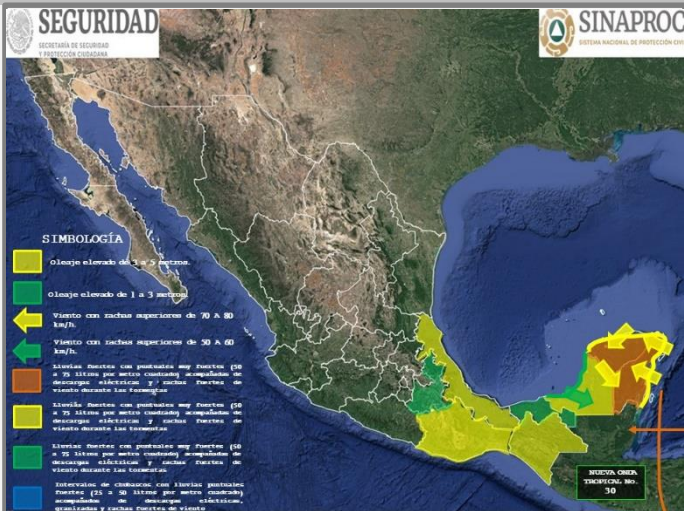 SEGURIDAD
SECRETARÍA DE SEGURIDAD
Y PROTECCIÓN CIUDADANA
SINAPROC
SISTEMA NACIONAL DE PROTECCIÓN CIVI
SIMBOLOGÍA
Oleaje elevado de 3 a 5 metros.
Oleaje elevado de 1 a 3 metros
Viento con rachas superiores de 70 A 80
km/h.
Viento con rachas superiores de 50 A 60
km/h.
Lluvias fuertes con puntuales muy fuertes (50
a 75 litros por metro cuadrado) acompañadas de
descargas eléctricas y rachas fuertes de
viento durante las tormentas
Lluvias fuertes con puntuales muy fuertes (50
a 75 litros por metro cuadrado) acompañadas de
descargas eléctricas y rachas fuertes de
viento durante las tormentas
Lluvias fuertes con puntuales muy fuertes (50
a 75 litros por metro cuadrado) acompañadas de
descargas eléctricas y rachas fuertes de
viento durante las tormentas
Intervalos de chubascos con lluvias puntuales
fuertes (25 a 50 litros por metro cuadrado)
acompañados de descargas eléctricas,
granizadas y rachas fuertes de viento
NUEVA ONDA
TROPICAL No.
30